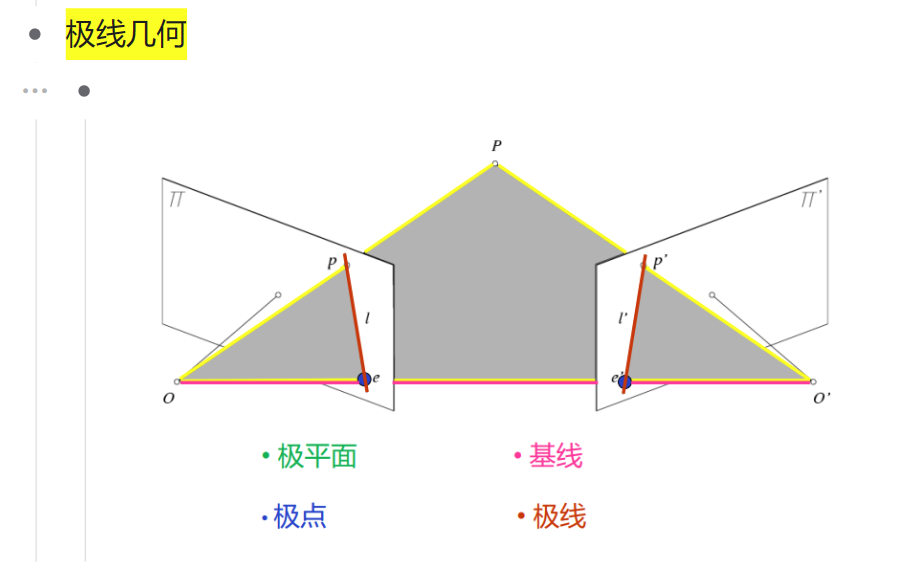 极线几何
P
∏ ∏'
p p'
l l'
e e'
O O'
• 极平面 • 基线
• 极点 • 极线